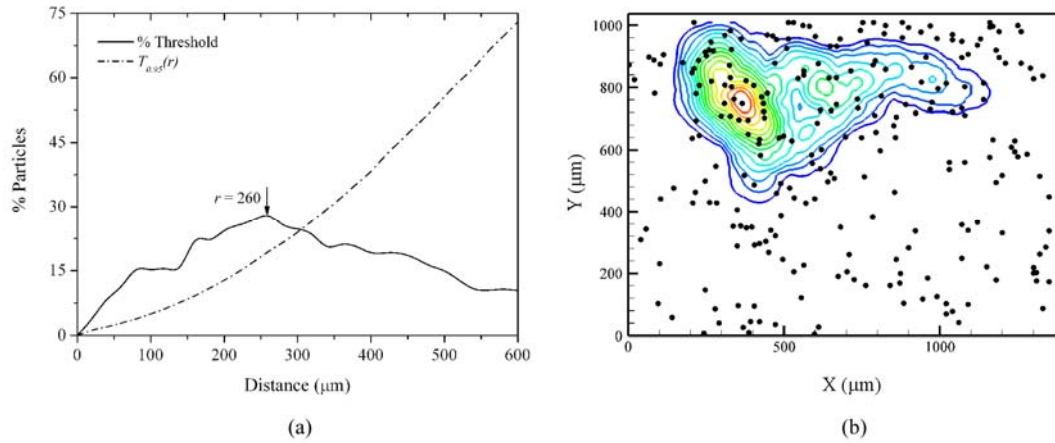 75
60
45
30
15
0
% Particles
% Threshold
T0.95(r)
r = 260
0 100 200 300 400 500 600
Distance (μm)
(a)
1000
800
600
400
200
0
Y (μm)
0 500 1000
X (μm)
(b)